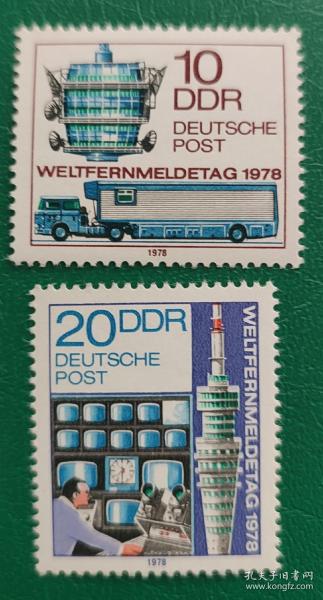 10
DDR
DEUTSCHE
POST
WELTFERNMELDETAG 1978
1978
20 DDR
DEUTSCHE
POST
WELTFERNMELDETAG 1978
1978
孔夫子旧书网